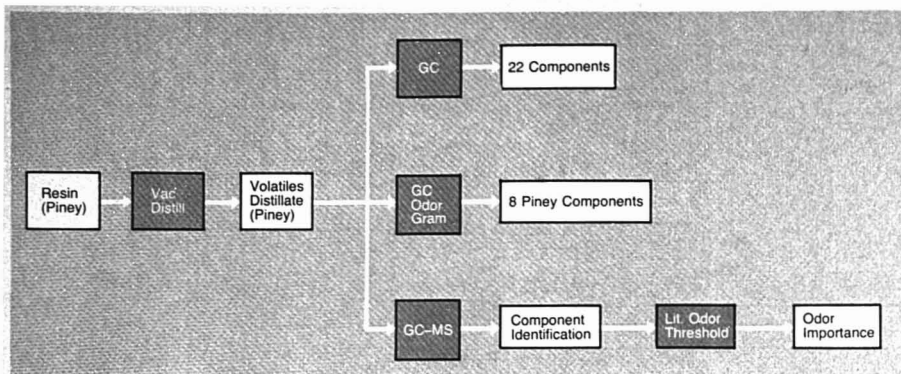 GC
22 Components
Resin
(Piney)
Vac
Distill
Volatiles
Distillate
(Piney)
GC
Odor
Gram
8 Piney Components
GC–MS
Component
Identification
Lit. Odor
Threshold
Odor
Importance